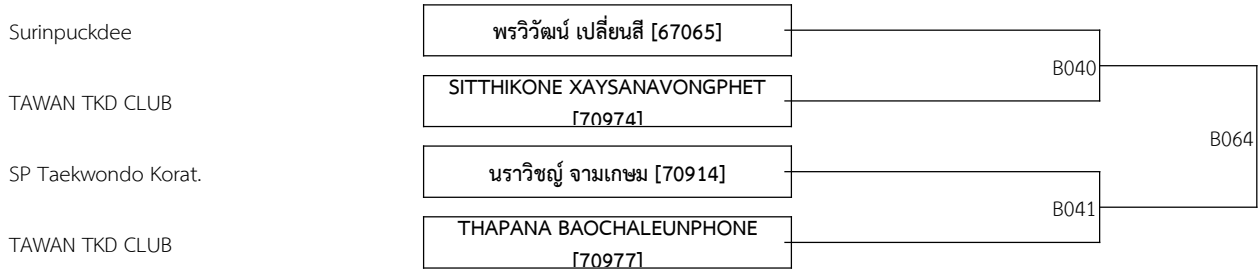 Surinpuckdee
พรวิวัฒน์ เปลี่ยนสี [67065]
B040
TAWAN TKD CLUB
SITTHIKONE XAYSANAVONGPHET
[70974]
B064
SP Taekwondo Korat.
นราวิชญ์ จามเกษม [70914]
B041
TAWAN TKD CLUB
THAPANA BAOCHALEUNPHONE
[70977]